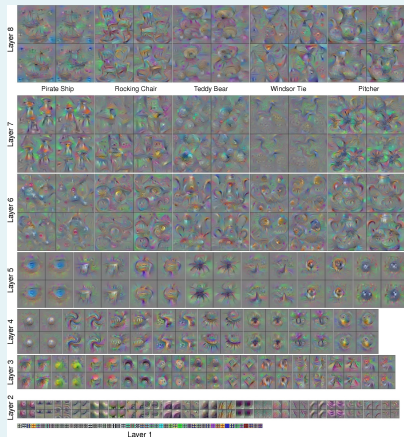 Layer 8
Pirate Ship Rocking Chair Teddy Bear Windsor Tie Pitcher
Layer 7
Layer 6
Layer 5
Layer 4
Layer 3
Layer 2
Layer 1